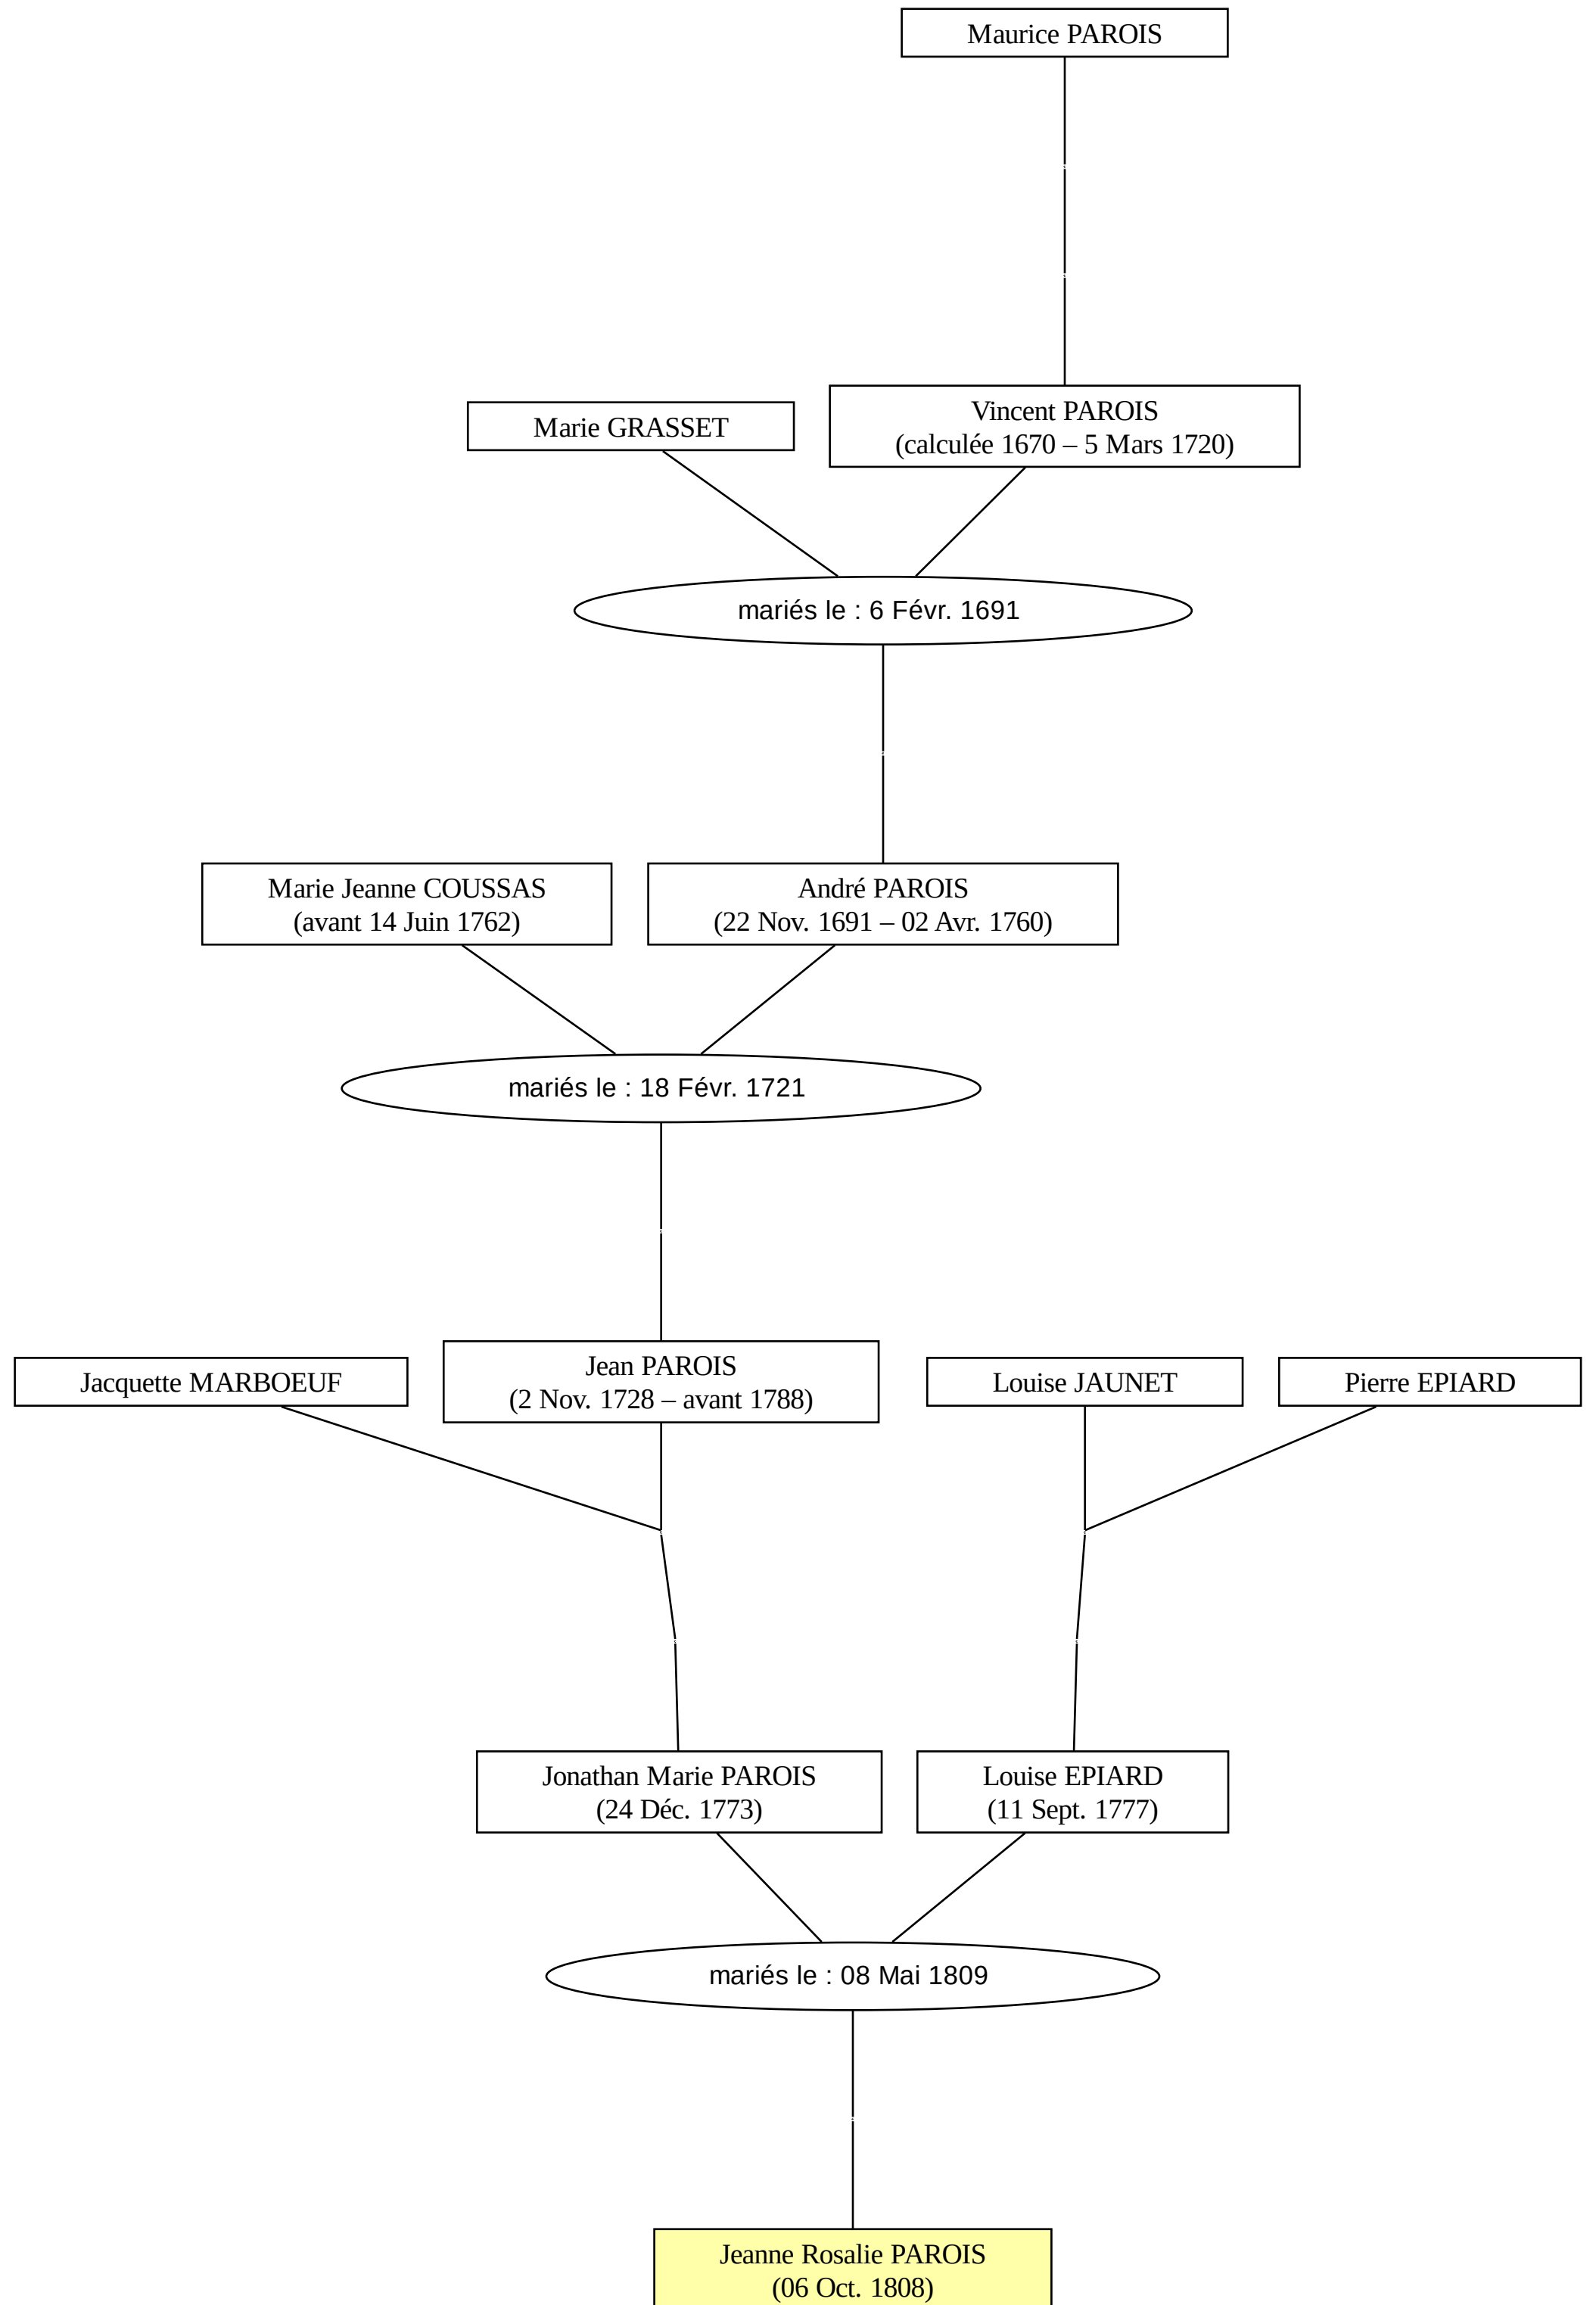 Maurice PAROIS
Marie GRASSET
Vincent PAROIS
(calculée 1670 – 5 Mars 1720)
mariés le : 6 Févr. 1691
Marie Jeanne COUSSAS
(avant 14 Juin 1762)
André PAROIS
(22 Nov. 1691 – 02 Avr. 1760)
mariés le : 18 Févr. 1721
Jacquette MARBOEUF
Jean PAROIS
(2 Nov. 1728 – avant 1788)
Louise JAUNET
Pierre EPIARD
Jonathan Marie PAROIS
(24 Déc. 1773)
Louise EPIARD
(11 Sept. 1777)
mariés le : 08 Mai 1809
Jeanne Rosalie PAROIS
(06 Oct. 1808)